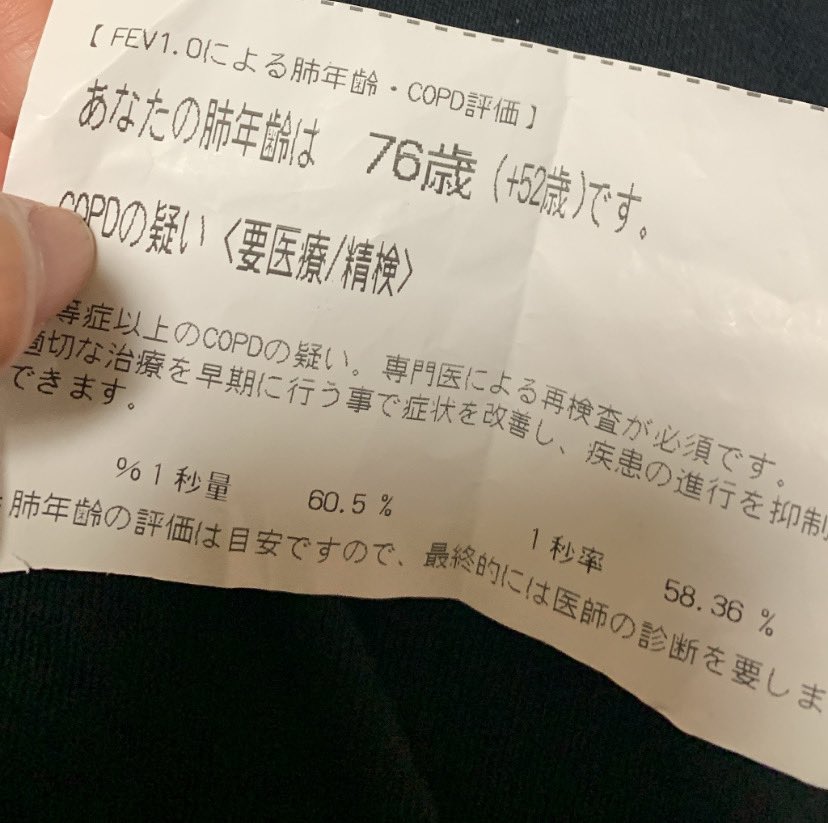 【FEV1.0による肺年齢・COPD評価】
あなたの肺年齢は 76歳 (+52歳)です。
COPDの疑い〈要医療/精検〉
等症以上のCOPDの疑い。専門医による再検査が必須です。
適切な治療を早期に行う事で症状を改善し、疾患の進行を抑制
できます。
%1秒量 60.5 % 1秒率 58.36 %
肺年齢の評価は目安ですので、最終的には医師の診断を要しま